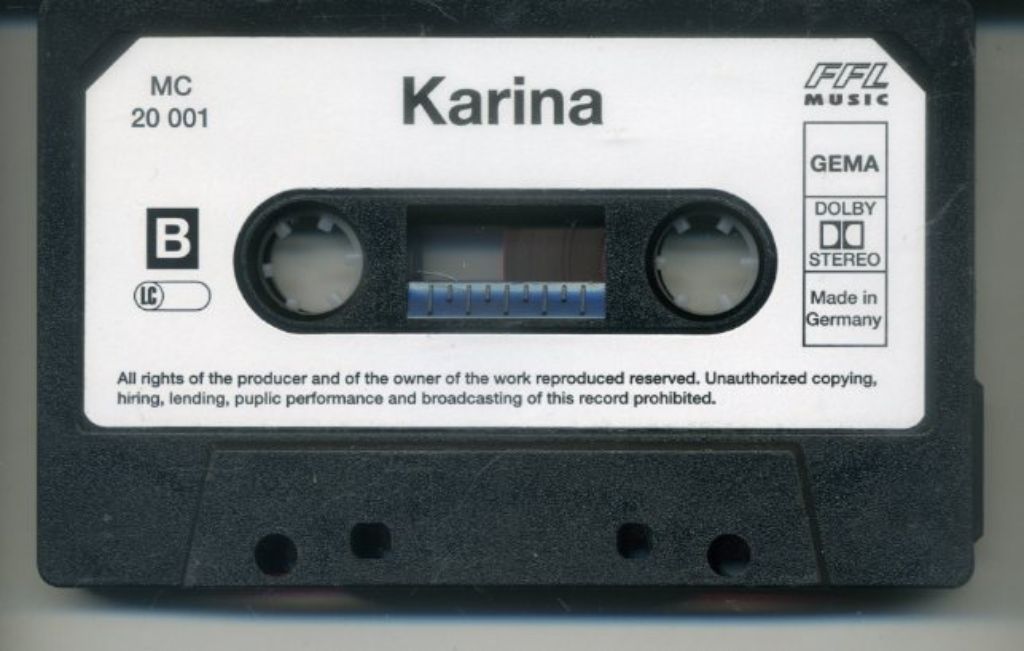 MC
20 001
Karina
FFL
MUSIC
GEMA
DOLBY
STEREO
Made in
Germany
B
LC
All rights of the producer and of the owner of the work reproduced reserved. Unauthorized copying,
hiring, lending, puplic performance and broadcasting of this record prohibited.